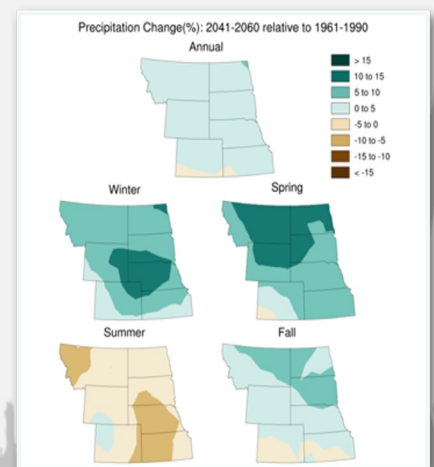 Precipitation Change(%): 2041-2060 relative to 1961-1990
Annual
> 15
10 to 15
5 to 10
0 to 5
-5 to 0
-10 to -5
-15 to -10
< -15
Winter
Spring
Summer
Fall